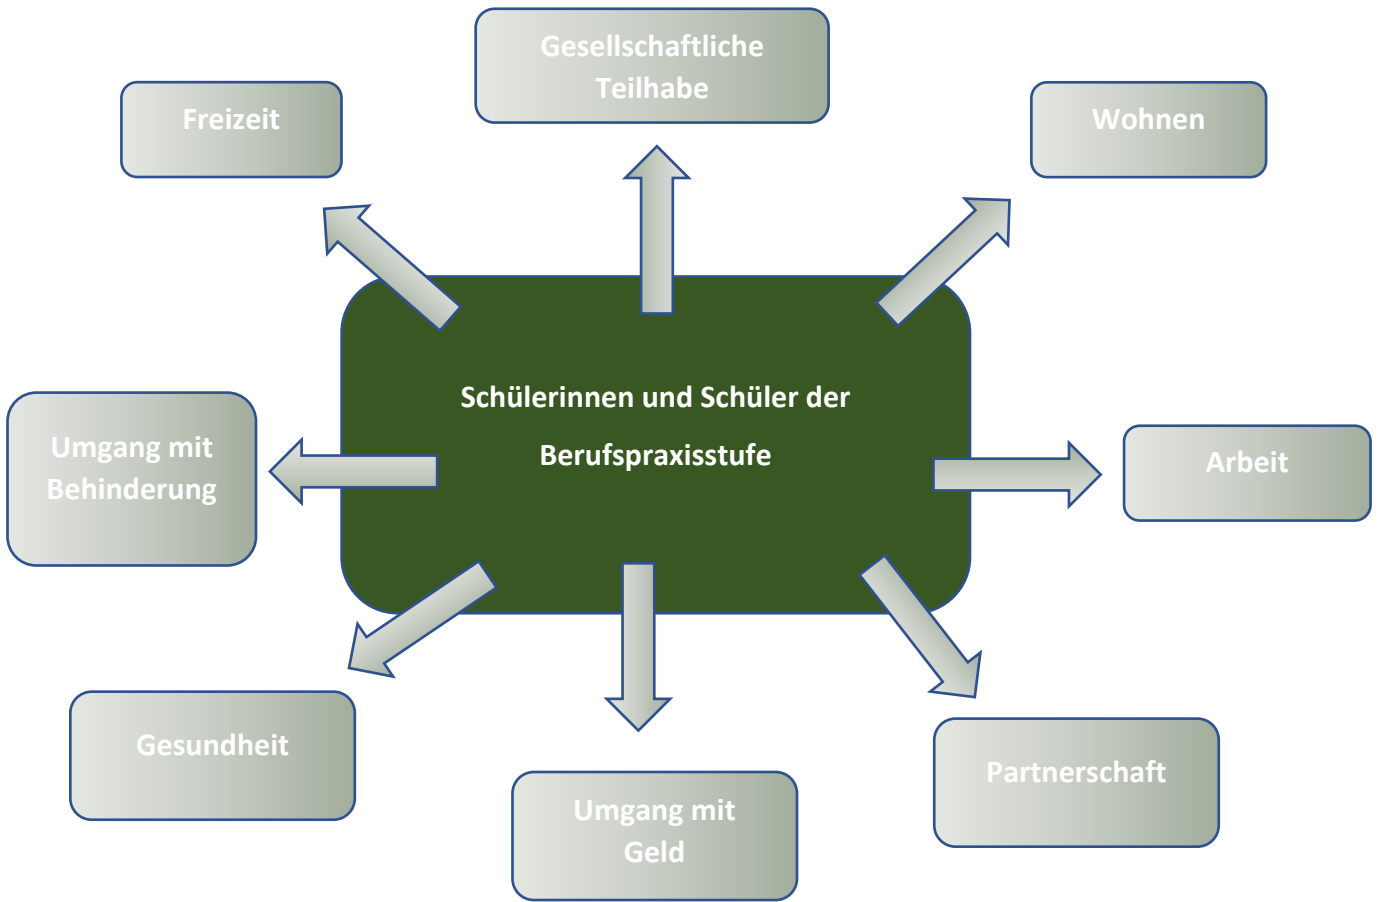 Gesellschaftliche
Teilhabe
Freizeit
Wohnen
Schülerinnen und Schüler der
Berufspraxisstufe
Umgang mit
Behinderung
Arbeit
Gesundheit
Partnerschaft
Umgang mit
Geld